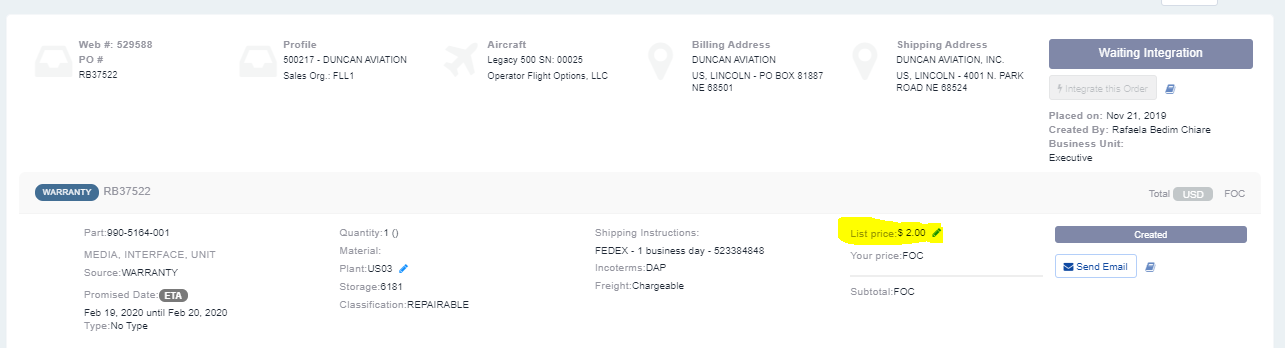 Web #: 529588
PO #
RB37522
Profile
500217 - DUNCAN AVIATION
Sales Org.: FLL1
Aircraft
Legacy 500 SN: 00025
Operator Flight Options, LLC
Billing Address
DUNCAN AVIATION
US, LINCOLN - PO BOX 81887
NE 68501
Shipping Address
DUNCAN AVIATION, INC.
US, LINCOLN - 4001 N. PARK
ROAD NE 68524
Waiting Integration
Integrate this Order
Placed on: Nov 21, 2019
Created By: Rafaela Bedim Chiare
Business Unit:
Executive
WARRANTY RB37522
Total USD FOC
Part:990-5164-001
MEDIA, INTERFACE, UNIT
Source:WARRANTY
Promised Date: ETA
Feb 19, 2020 until Feb 20, 2020
Type:No Type
Quantity:1 ()
Material:
Plant:US03
Storage:6181
Classification:REPAIRABLE
Shipping Instructions:
FEDEX - 1 business day - 523384848
Incoterms:DAP
Freight:Chargeable
List price:$ 2.00
Your price:FOC
Subtotal:FOC
Created
Send Email